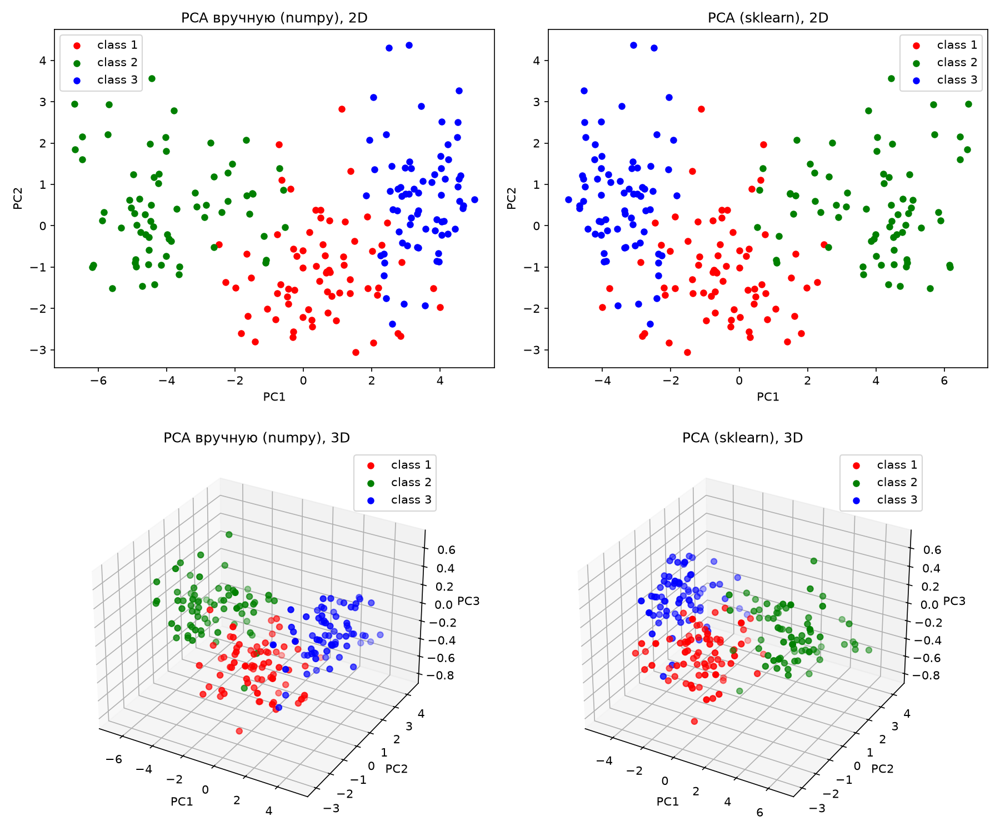 PCA вручную (numpy), 2D
class 1
class 2
class 3
4
3
2
1
0
−1
−2
−3
PC2
−6
−4
−2
0
2
4
PC1
PCA (sklearn), 2D
class 1
class 2
class 3
4
3
2
1
0
−1
−2
−3
PC2
−4
−2
0
2
4
6
PC1
PCA вручную (numpy), 3D
class 1
class 2
class 3
0.6
0.4
0.2
0.0
−0.2
−0.4
−0.6
−0.8
PC3
4
3
2
1
0
−1
−2
−3
PC2
−6
−4
−2
0
2
4
PC1
PCA (sklearn), 3D
class 1
class 2
class 3
0.6
0.4
0.2
0.0
−0.2
−0.4
−0.6
−0.8
PC3
4
3
2
1
0
−1
−2
−3
PC2
−4
−2
0
2
4
6
PC1